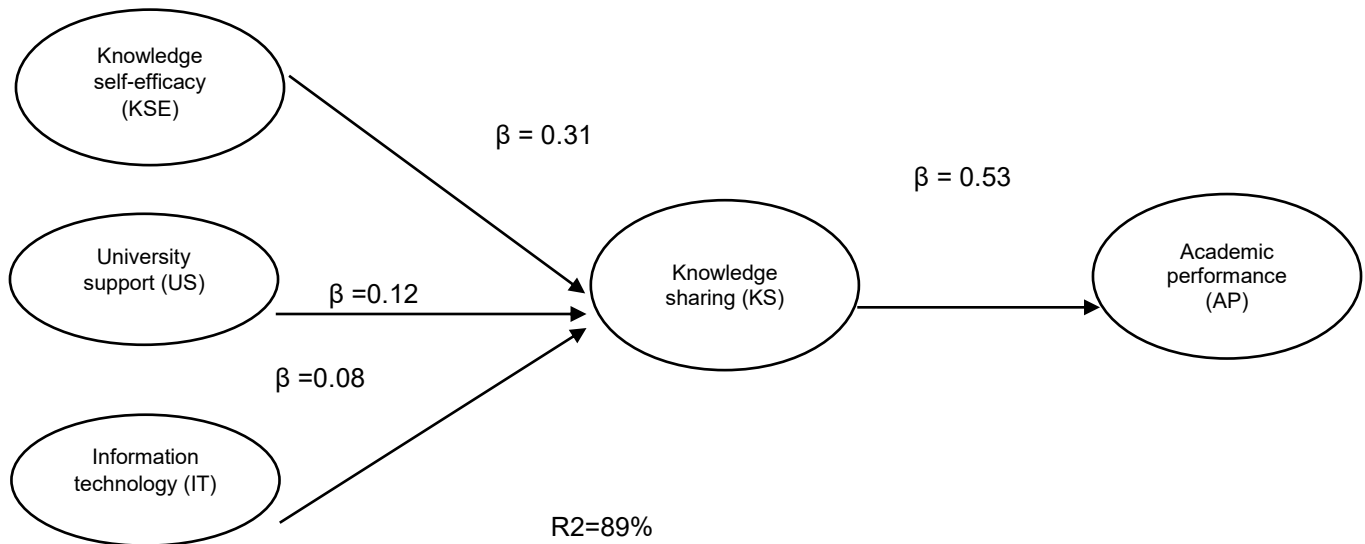 Knowledge
self-efficacy
(KSE)
β = 0.31
β = 0.53
University
support (US)
β =0.12
Knowledge
sharing (KS)
Academic
performance
(AP)
β =0.08
Information
technology (IT)
R2=89%